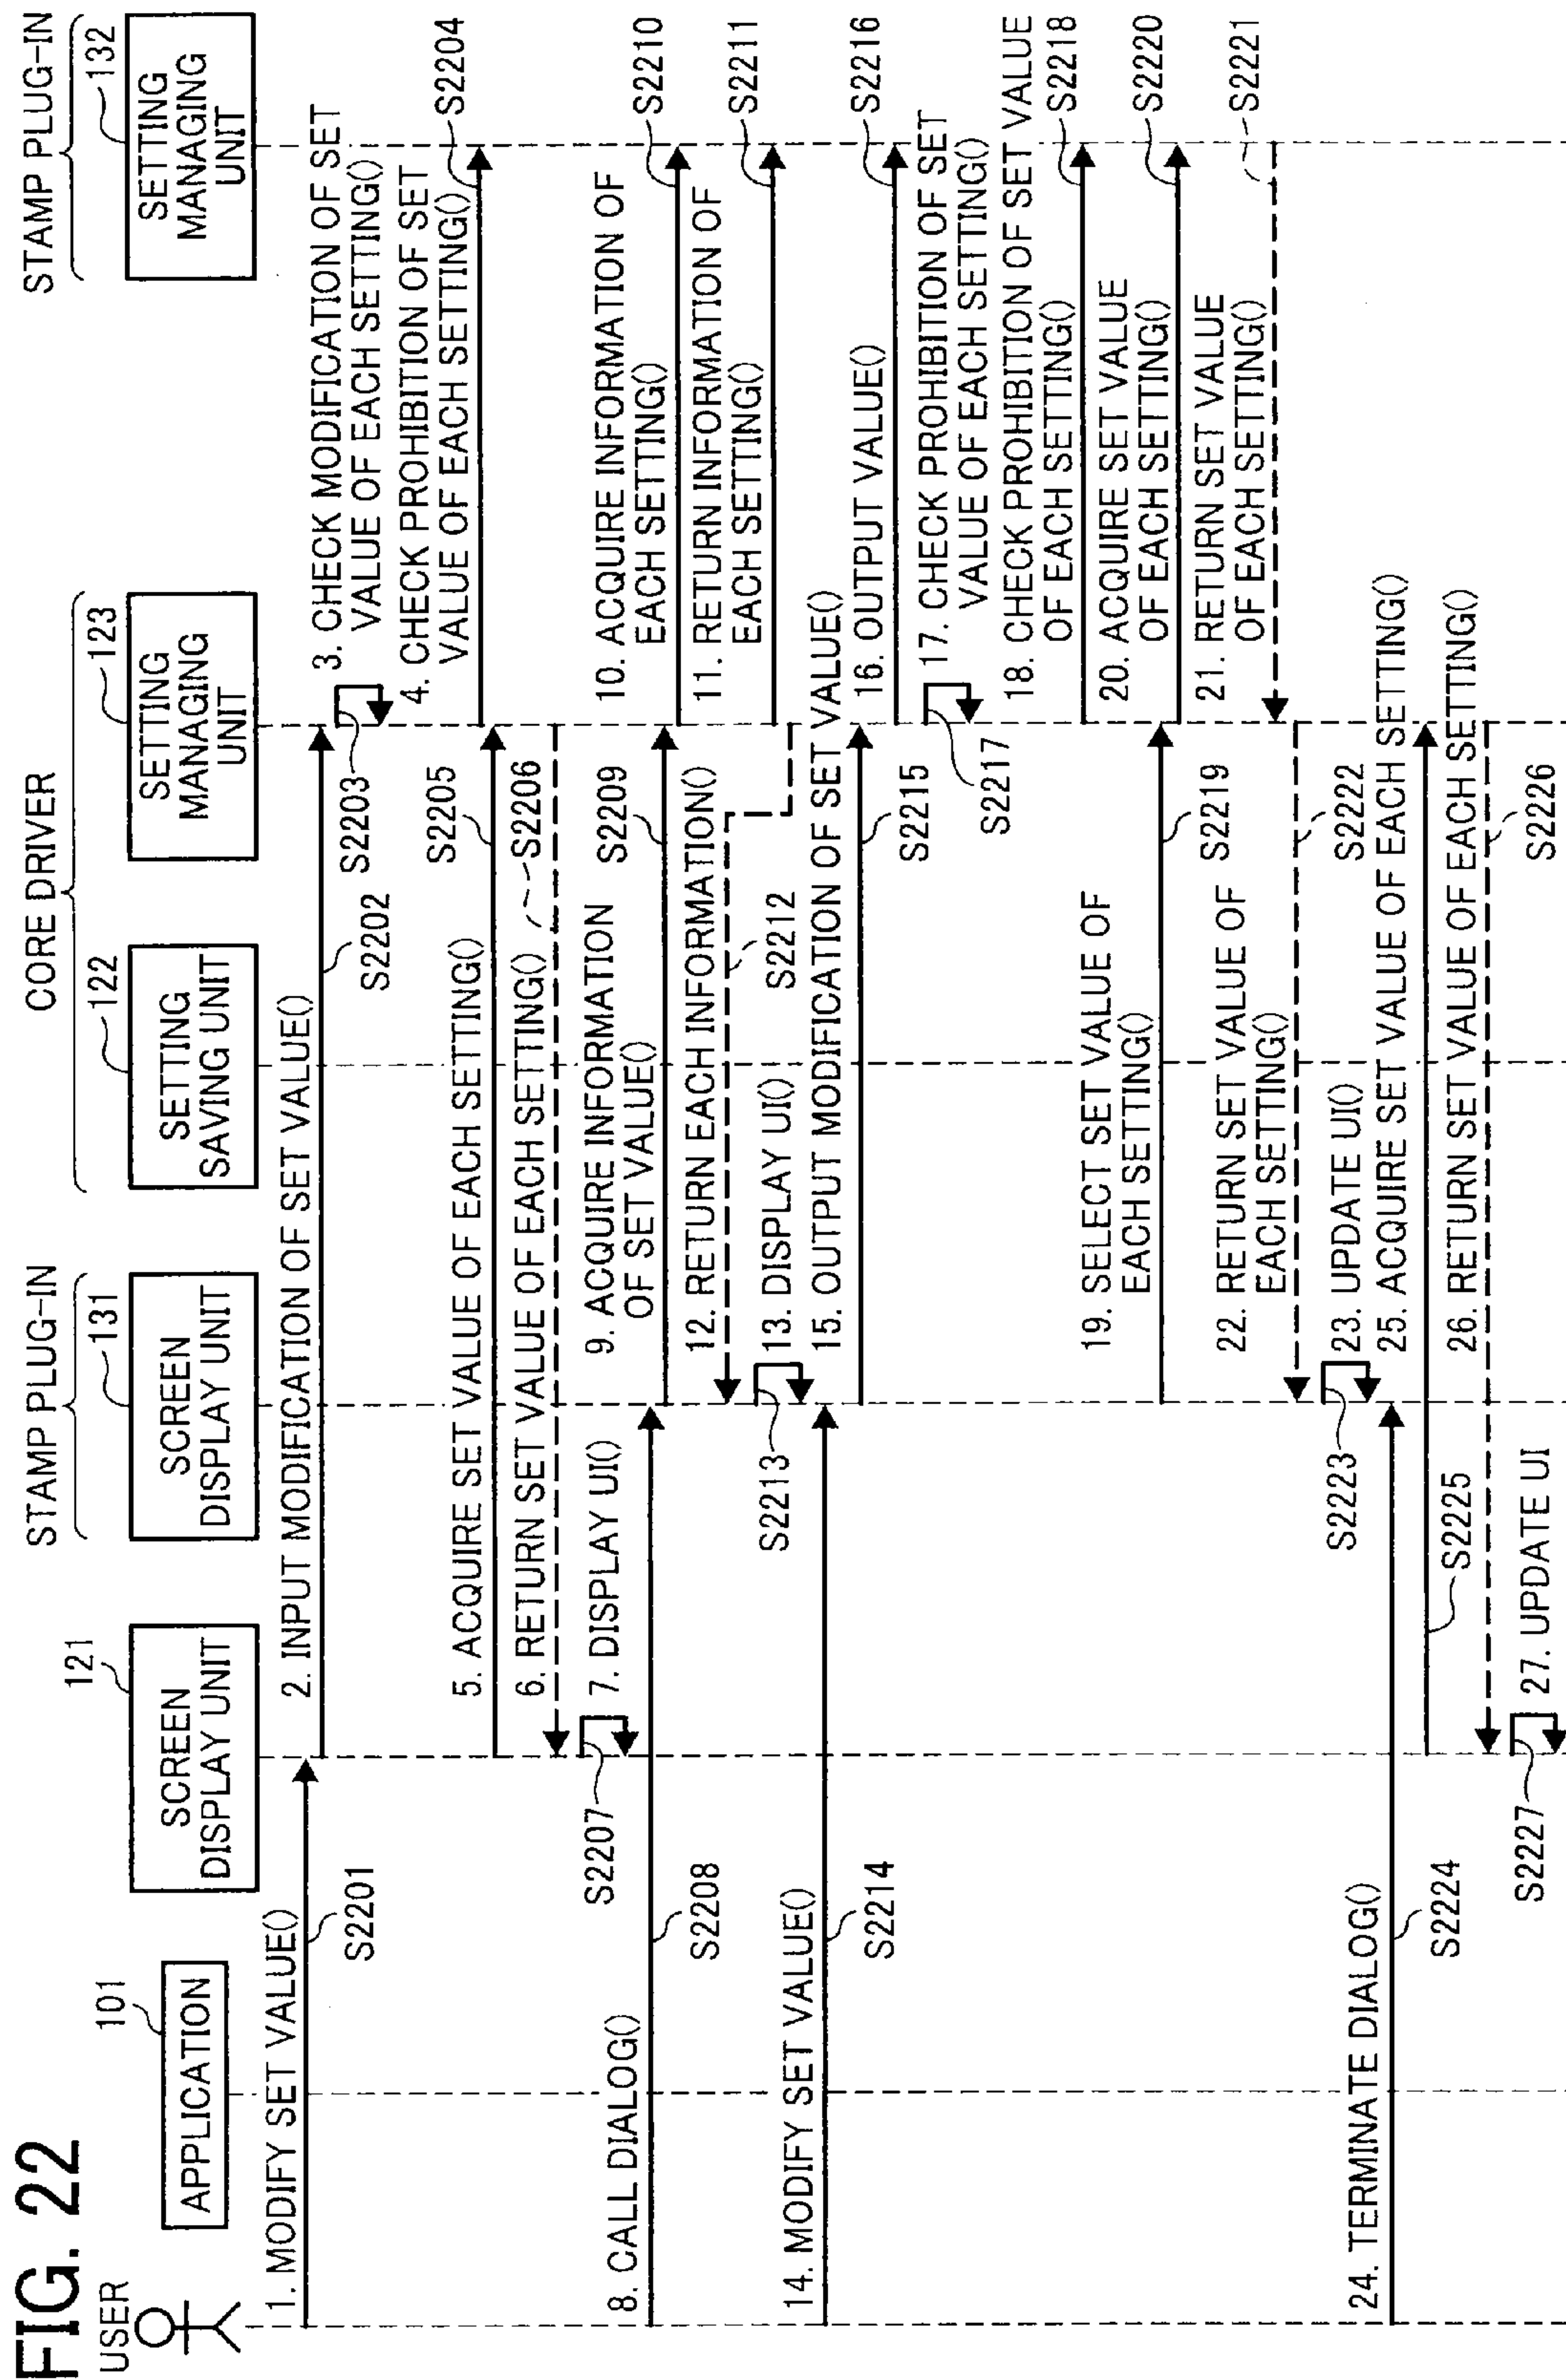 FIG. 22
USER
APPLICATION
101
SCREEN
DISPLAY UNIT
121
STAMP PLUG-IN
SCREEN
DISPLAY UNIT
131
CORE DRIVER
SETTING
SAVING UNIT
122
SETTING
MANAGING
UNIT
123
STAMP PLUG-IN
SETTING
MANAGING
UNIT
132
1. MODIFY SET VALUE()
S2201
2. INPUT MODIFICATION OF SET VALUE()
S2202
3. CHECK MODIFICATION OF SET
VALUE OF EACH SETTING()
S2203
4. CHECK PROHIBITION OF SET
VALUE OF EACH SETTING()
S2204
5. ACQUIRE SET VALUE OF EACH SETTING()
S2205
6. RETURN SET VALUE OF EACH SETTING()
S2206
7. DISPLAY UI()
S2207
8. CALL DIALOG()
S2208
9. ACQUIRE INFORMATION
OF SET VALUE()
S2209
10. ACQUIRE INFORMATION OF
EACH SETTING()
S2210
11. RETURN INFORMATION OF
EACH SETTING()
S2211
12. RETURN EACH INFORMATION()
S2212
13. DISPLAY UI()
S2213
14. MODIFY SET VALUE()
S2214
15. OUTPUT MODIFICATION OF SET VALUE()
S2215
16. OUTPUT VALUE()
S2216
17. CHECK PROHIBITION OF SET
VALUE OF EACH SETTING()
S2217
18. CHECK PROHIBITION OF SET VALUE
OF EACH SETTING()
S2218
19. SELECT SET VALUE OF
EACH SETTING()
S2219
20. ACQUIRE SET VALUE
OF EACH SETTING()
S2220
21. RETURN SET VALUE
OF EACH SETTING()
S2221
22. RETURN SET VALUE OF
EACH SETTING()
S2222
23. UPDATE UI()
S2223
24. TERMINATE DIALOG()
S2224
25. ACQUIRE SET VALUE OF EACH SETTING()
S2225
26. RETURN SET VALUE OF EACH SETTING()
S2226
27. UPDATE UI
S2227